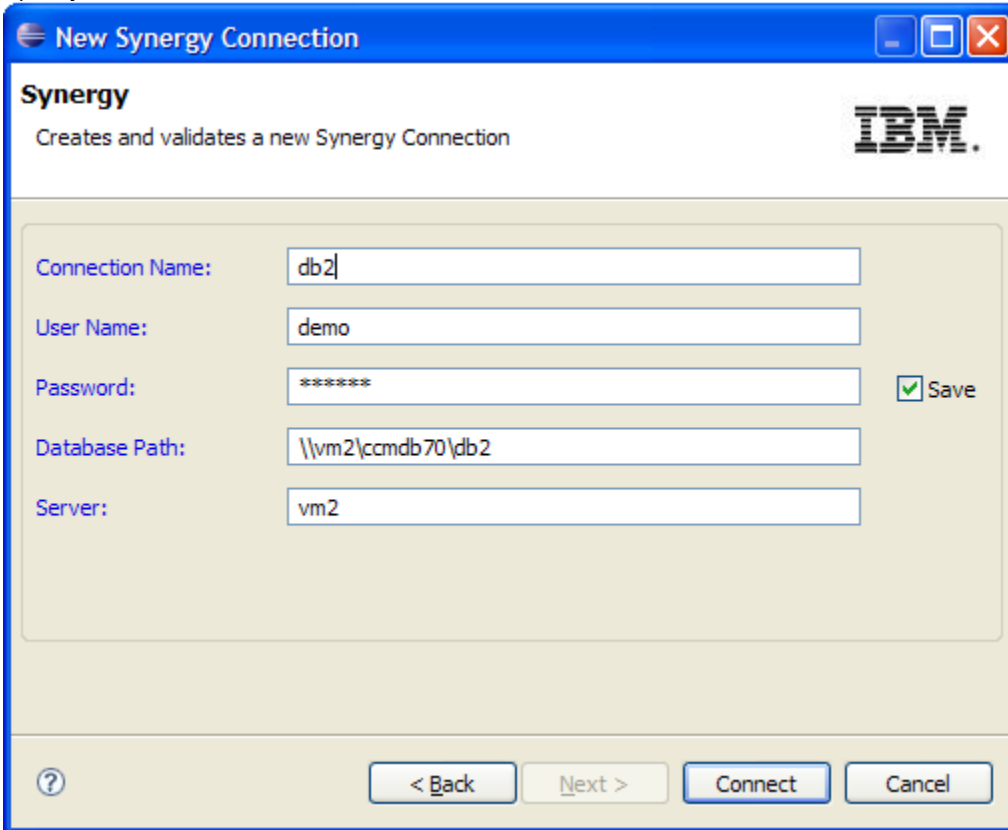 New Synergy Connection
Synergy
Creates and validates a new Synergy Connection
IBM.
Connection Name: db2
User Name: demo
Password: ****** Save
Database Path: \\vm2\ccmdb70\db2
Server: vm2
? < Back Next > Connect Cancel